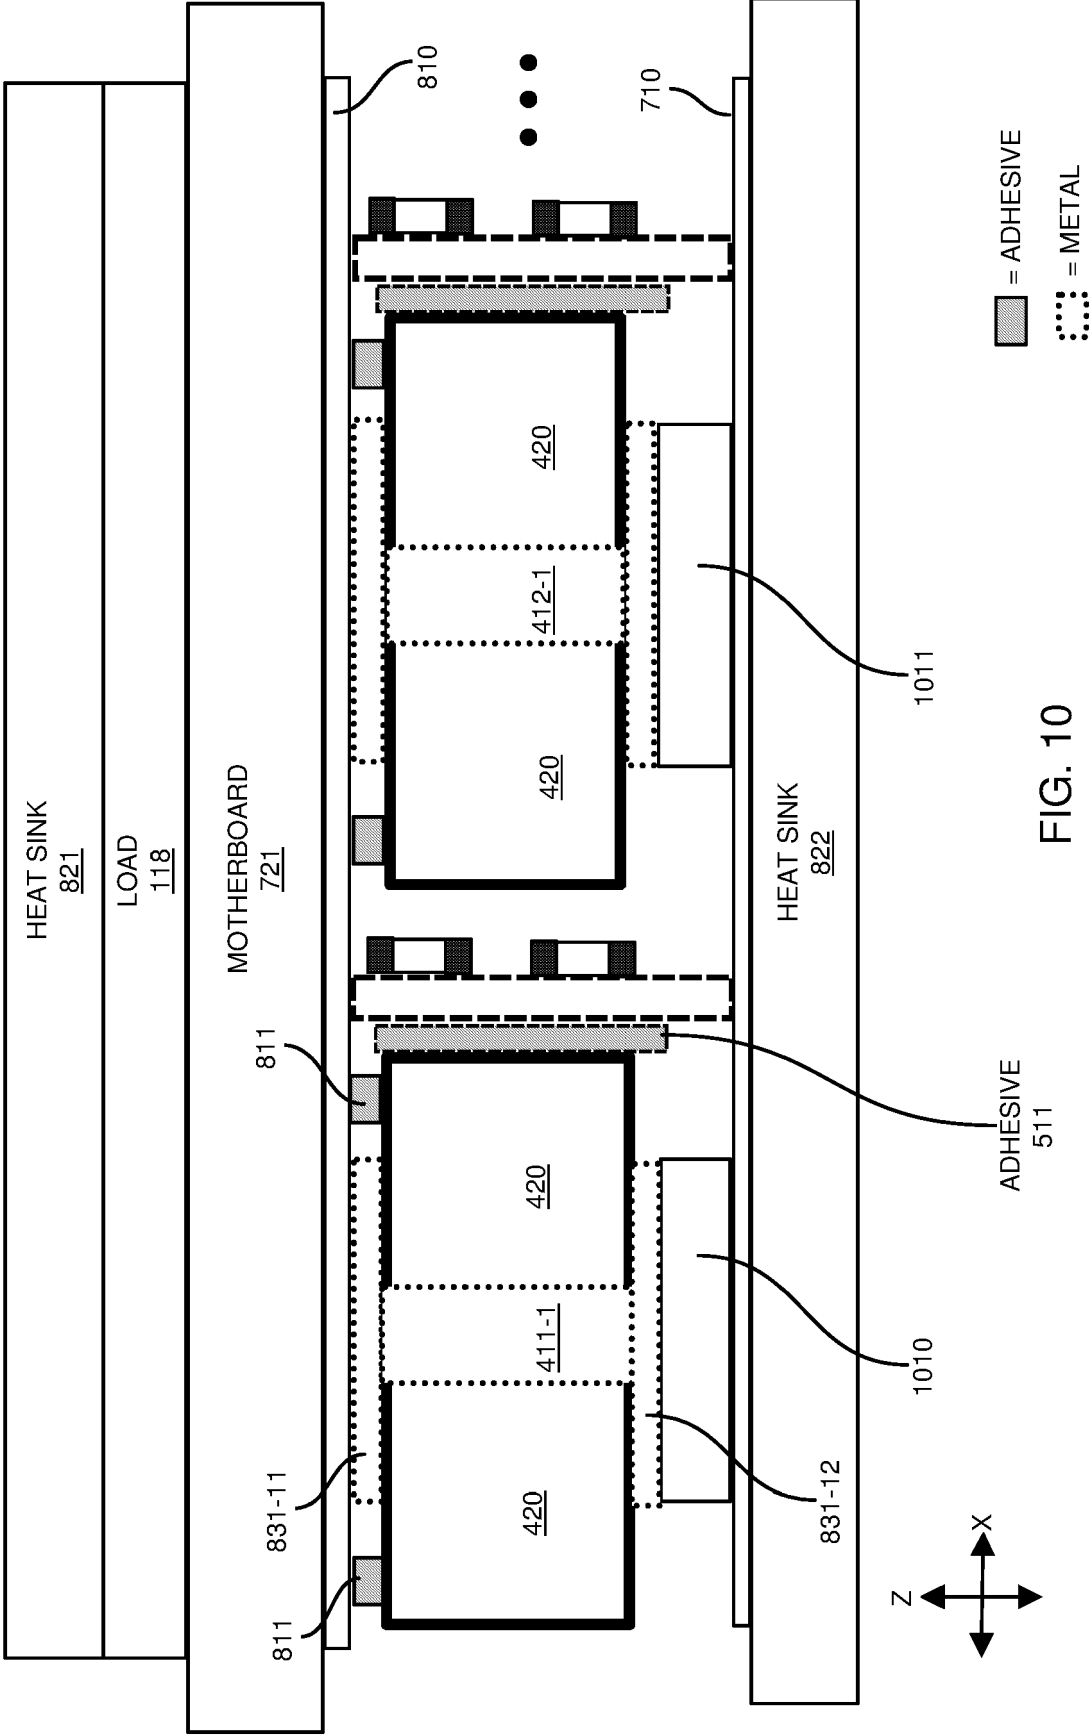 HEAT SINK
821
LOAD
118
MOTHERBOARD
721
810
811
811
831-11
420
411-1
420
420
412-1
420
710
831-12
1010
1011
HEAT SINK
822
ADHESIVE
511
Z
X
= ADHESIVE
= METAL
FIG. 10